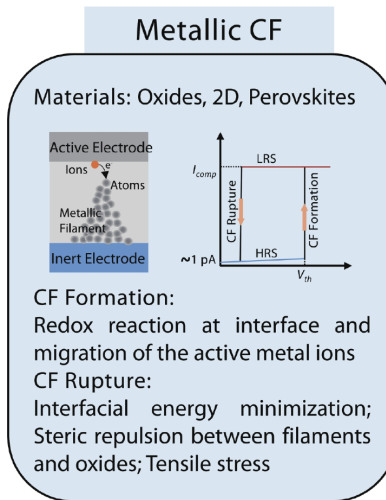 Metallic CF
Materials: Oxides, 2D, Perovskites
Active Electrode
Ions
e
Atoms
Metallic
Filament
Inert Electrode
I_comp
LRS
CF Rupture
CF Formation
HRS
~1 pA
V_th
CF Formation:
Redox reaction at interface and
migration of the active metal ions
CF Rupture:
Interfacial energy minimization;
Steric repulsion between filaments
and oxides; Tensile stress